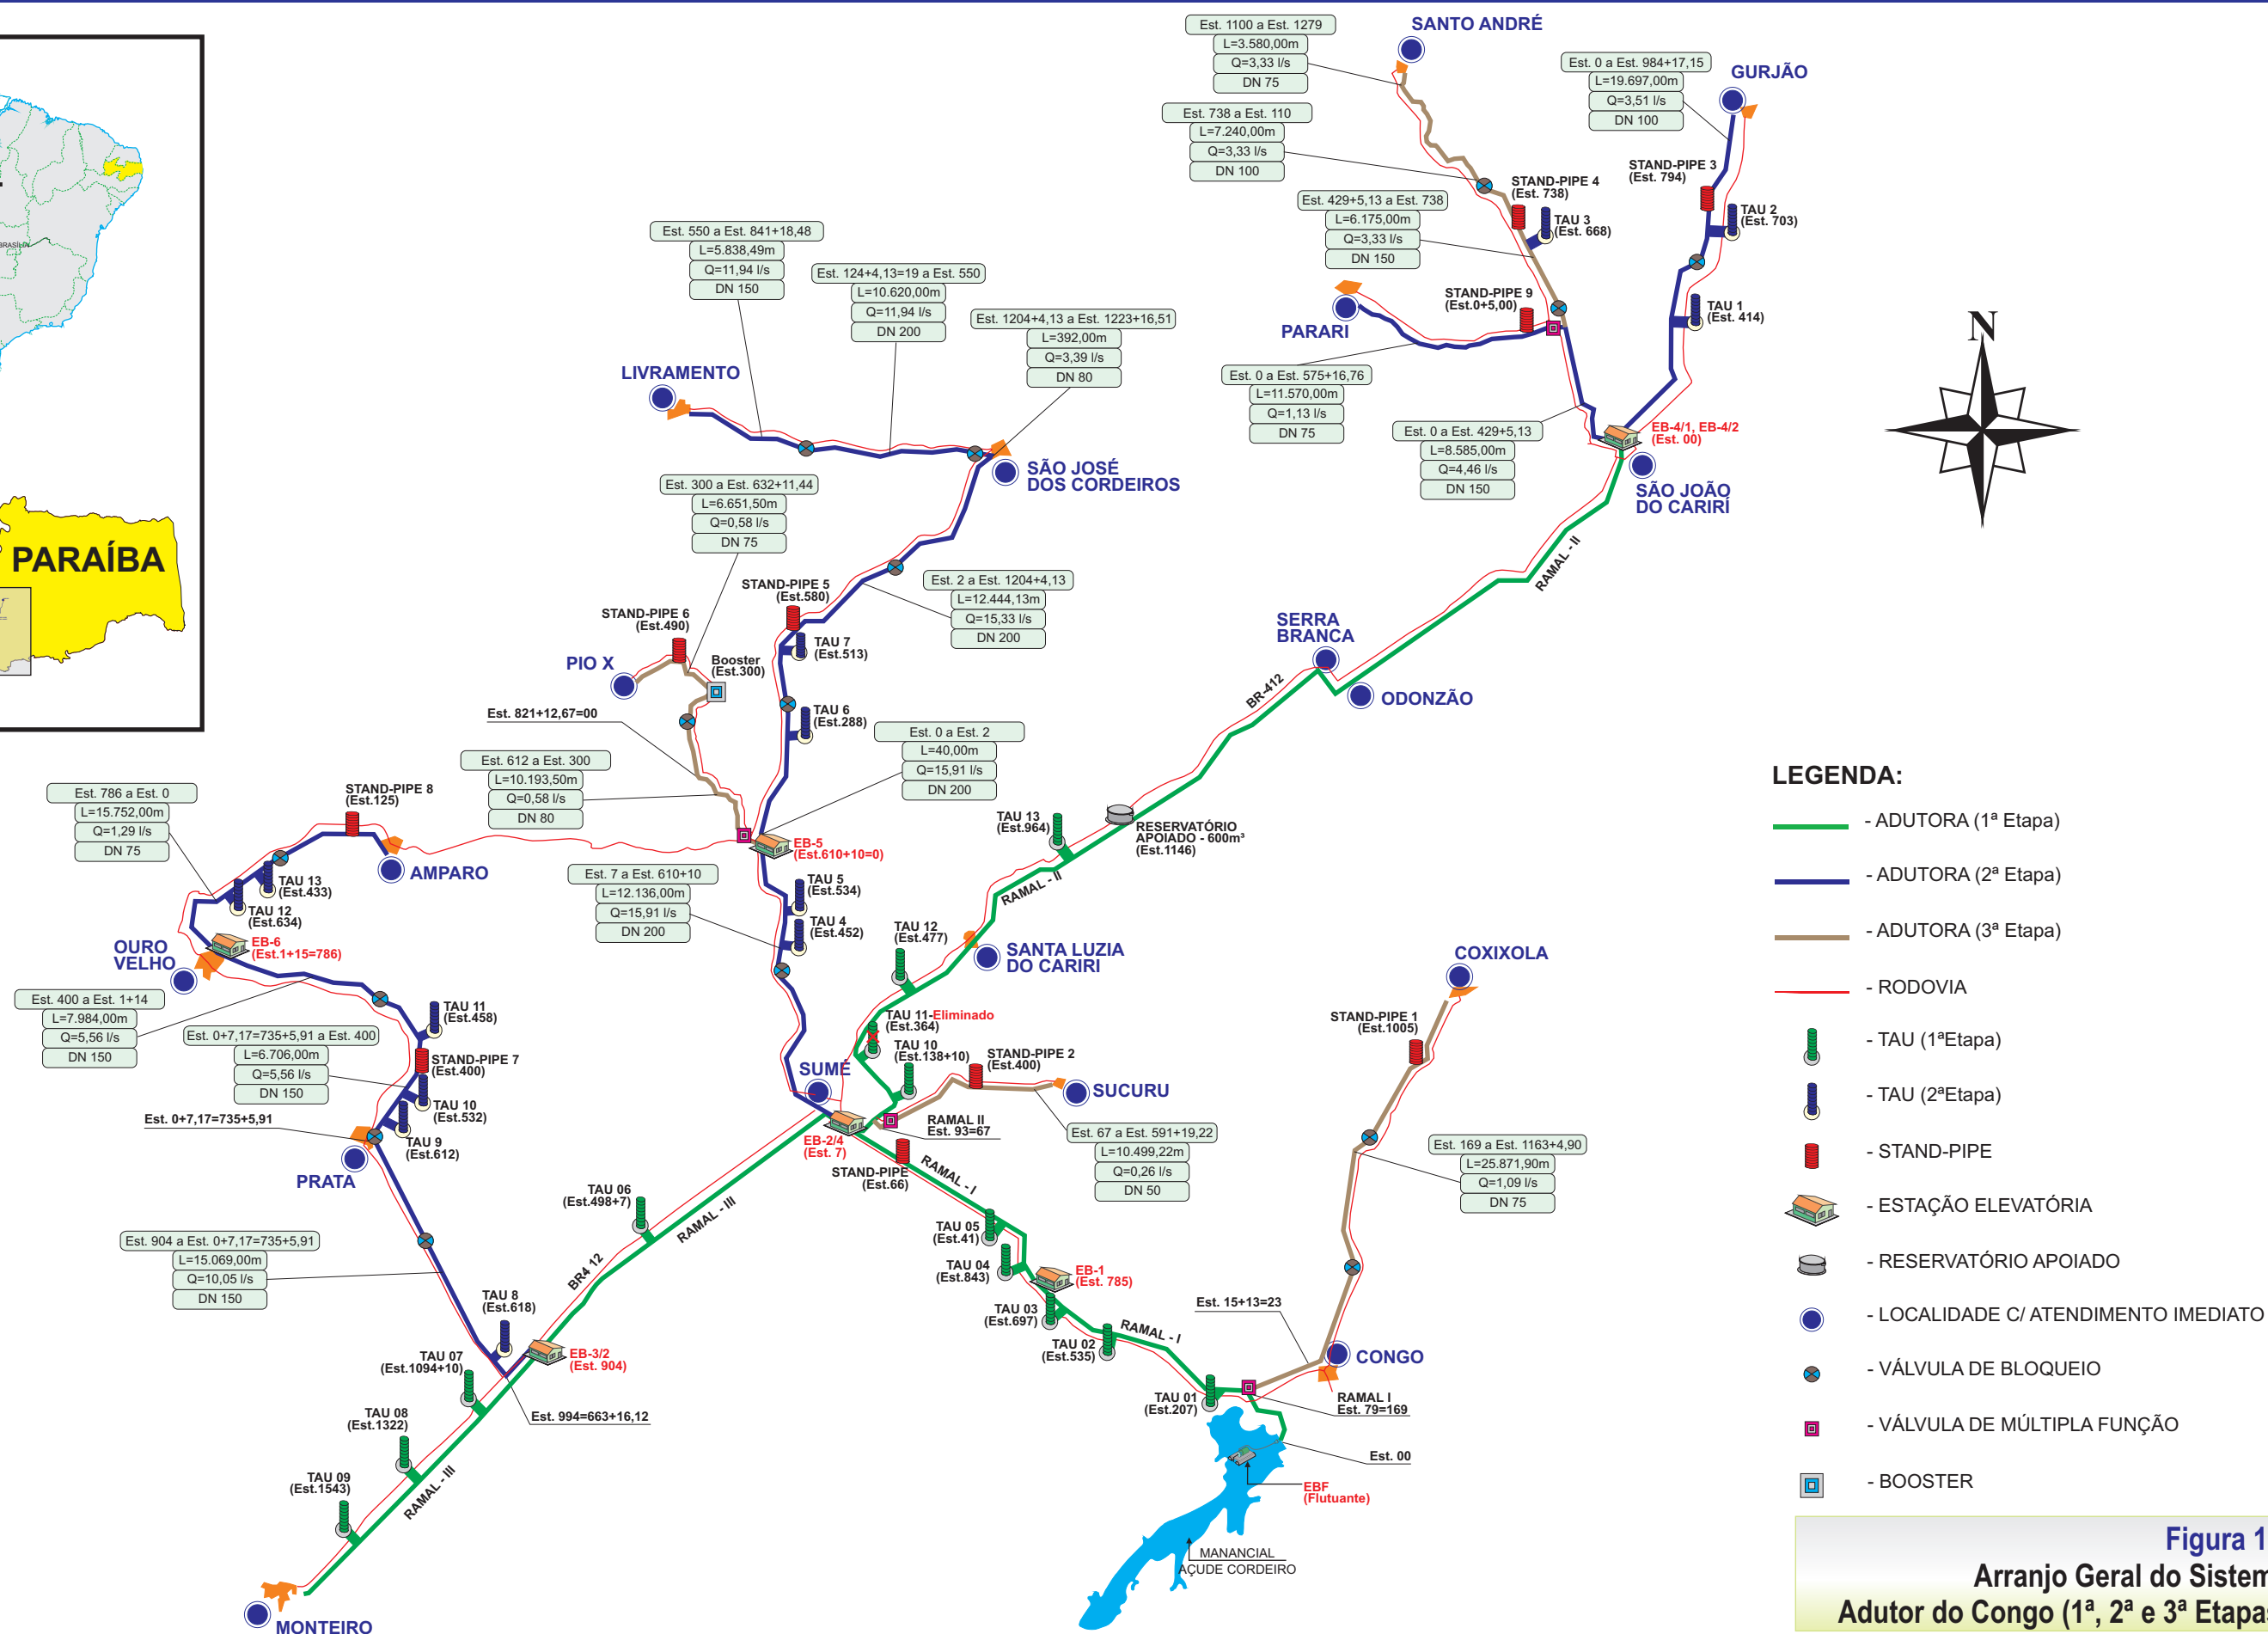 BRASÍLIA
PARAÍBA
Est. 1100 a Est. 1279
L=3.580,00m
Q=3,33 l/s
DN 75
SANTO ANDRÉ
Est. 0 a Est. 984+17,15
L=19.697,00m
Q=3,51 l/s
DN 100
GURJÃO
Est. 738 a Est. 110
L=7.240,00m
Q=3,33 l/s
DN 100
STAND-PIPE 3
(Est. 794)
STAND-PIPE 4
(Est. 738)
TAU 3
(Est. 668)
TAU 2
(Est. 703)
Est. 429+5,13 a Est. 738
L=6.175,00m
Q=3,33 l/s
DN 150
STAND-PIPE 9
(Est.0+5,00)
TAU 1
(Est. 414)
PARARI
Est. 0 a Est. 575+16,76
L=11.570,00m
Q=1,13 l/s
DN 75
Est. 0 a Est. 429+5,13
L=8.585,00m
Q=4,46 l/s
DN 150
EB-4/1, EB-4/2
(Est. 00)
SÃO JOÃO
DO CARIRÍ
N
Est. 550 a Est. 841+18,48
L=5.838,49m
Q=11,94 l/s
DN 150
Est. 124+4,13=19 a Est. 550
L=10.620,00m
Q=11,94 l/s
DN 200
Est. 1204+4,13 a Est. 1223+16,51
L=392,00m
Q=3,39 l/s
DN 80
LIVRAMENTO
SÃO JOSÉ
DOS CORDEIROS
Est. 300 a Est. 632+11,44
L=6.651,50m
Q=0,58 l/s
DN 75
STAND-PIPE 5
(Est.580)
Est. 2 a Est. 1204+4,13
L=12.444,13m
Q=15,33 l/s
DN 200
STAND-PIPE 6
(Est.490)
PIO X
Booster
(Est.300)
TAU 7
(Est.513)
TAU 6
(Est.288)
Est. 821+12,67=00
Est. 0 a Est. 2
L=40,00m
Q=15,91 l/s
DN 200
Est. 612 a Est. 300
L=10.193,50m
Q=0,58 l/s
DN 80
EB-5
(Est.610+10=0)
RAMAL - II
SERRA
BRANCA
BR-412
ODONZÃO
TAU 13
(Est.964)
RESERVATÓRIO
APOIADO - 600m³
(Est.1146)
RAMAL - II
Est. 786 a Est. 0
L=15.752,00m
Q=1,29 l/s
DN 75
STAND-PIPE 8
(Est.125)
AMPARO
TAU 13
(Est.433)
TAU 12
(Est.634)
EB-6
(Est.1+15=786)
OURO
VELHO
Est. 7 a Est. 610+10
L=12.136,00m
Q=15,91 l/s
DN 200
TAU 5
(Est.534)
TAU 4
(Est.452)
TAU 12
(Est.477)
SANTA LUZIA
DO CARIRI
Est. 400 a Est. 1+14
L=7.984,00m
Q=5,56 l/s
DN 150
Est. 0+7,17=735+5,91 a Est. 400
L=6.706,00m
Q=5,56 l/s
DN 150
TAU 11
(Est.458)
STAND-PIPE 7
(Est.400)
TAU 10
(Est.532)
TAU 9
(Est.612)
Est. 0+7,17=735+5,91
PRATA
TAU 11-Eliminado
(Est.364)
TAU 10
(Est.138+10)
STAND-PIPE 2
(Est.400)
SUMÉ
SUCURU
EB-2/4
(Est. 7)
RAMAL II
Est. 93=67
STAND-PIPE
(Est.66)
Est. 67 a Est. 591+19,22
L=10.499,22m
Q=0,26 l/s
DN 50
COXIXOLA
STAND-PIPE 1
(Est.1005)
Est. 169 a Est. 1163+4,90
L=25.871,90m
Q=1,09 l/s
DN 75
RAMAL - I
TAU 05
(Est.41)
TAU 04
(Est.843)
EB-1
(Est. 785)
TAU 03
(Est.697)
TAU 02
(Est.535)
RAMAL - I
Est. 15+13=23
CONGO
TAU 01
(Est.207)
RAMAL I
Est. 79=169
Est. 00
EBF
(Flutuante)
MANANCIAL
AÇUDE CORDEIRO
TAU 06
(Est.498+7)
RAMAL - III
BR4 12
Est. 904 a Est. 0+7,17=735+5,91
L=15.069,00m
Q=10,05 l/s
DN 150
TAU 8
(Est.618)
EB-3/2
(Est. 904)
TAU 07
(Est.1094+10)
Est. 994=663+16,12
TAU 08
(Est.1322)
TAU 09
(Est.1543)
RAMAL - III
MONTEIRO
LEGENDA:
- ADUTORA (1ª Etapa)
- ADUTORA (2ª Etapa)
- ADUTORA (3ª Etapa)
- RODOVIA
- TAU (1ªEtapa)
- TAU (2ªEtapa)
- STAND-PIPE
- ESTAÇÃO ELEVATÓRIA
- RESERVATÓRIO APOIADO
- LOCALIDADE C/ ATENDIMENTO IMEDIATO
- VÁLVULA DE BLOQUEIO
- VÁLVULA DE MÚLTIPLA FUNÇÃO
- BOOSTER
Figura 1
Arranjo Geral do Sistem
Adutor do Congo (1ª, 2ª e 3ª Etapas